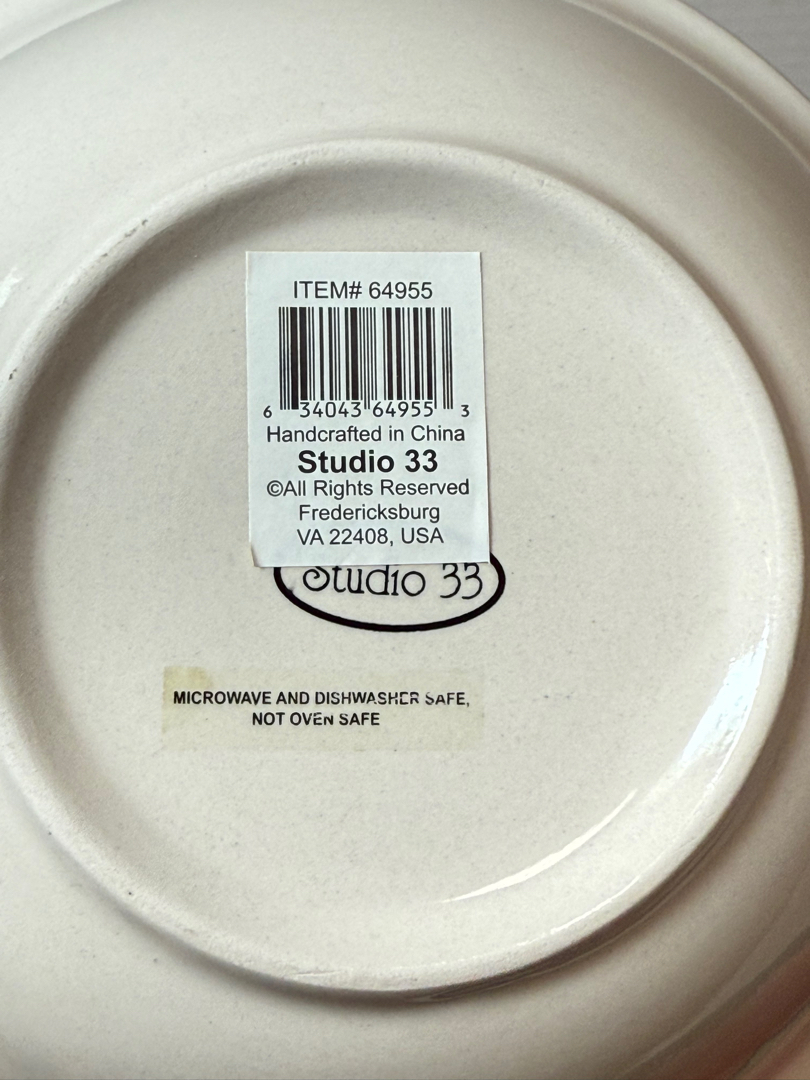 ITEM# 64955
6 34043 64955 3
Handcrafted in China
Studio 33
©All Rights Reserved
Fredericksburg
VA 22408, USA
Studio 33
MICROWAVE AND DISHWASHER SAFE,
NOT OVEN SAFE